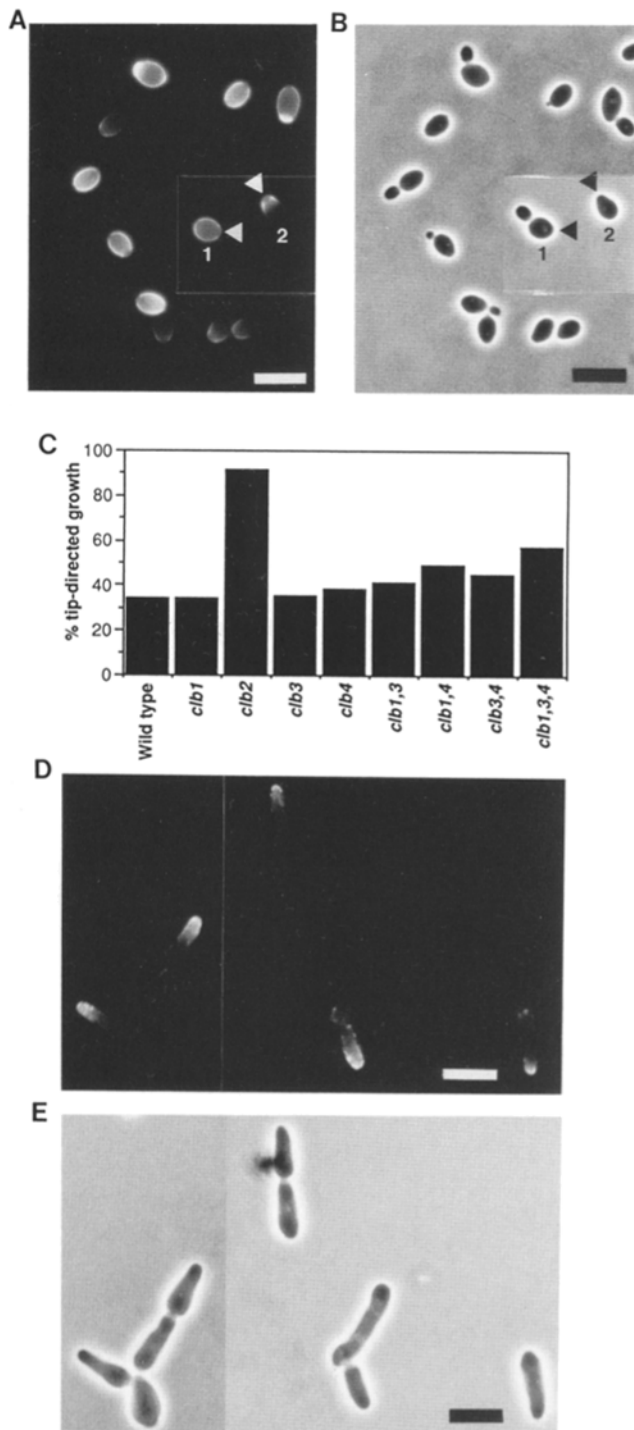 A
B
1
2
1
2
C
% tip-directed growth
100
80
60
40
20
0
Wild type
clb1
clb2
clb3
clb4
clb1,3
clb1,4
clb3,4
clb1,3,4
D
E